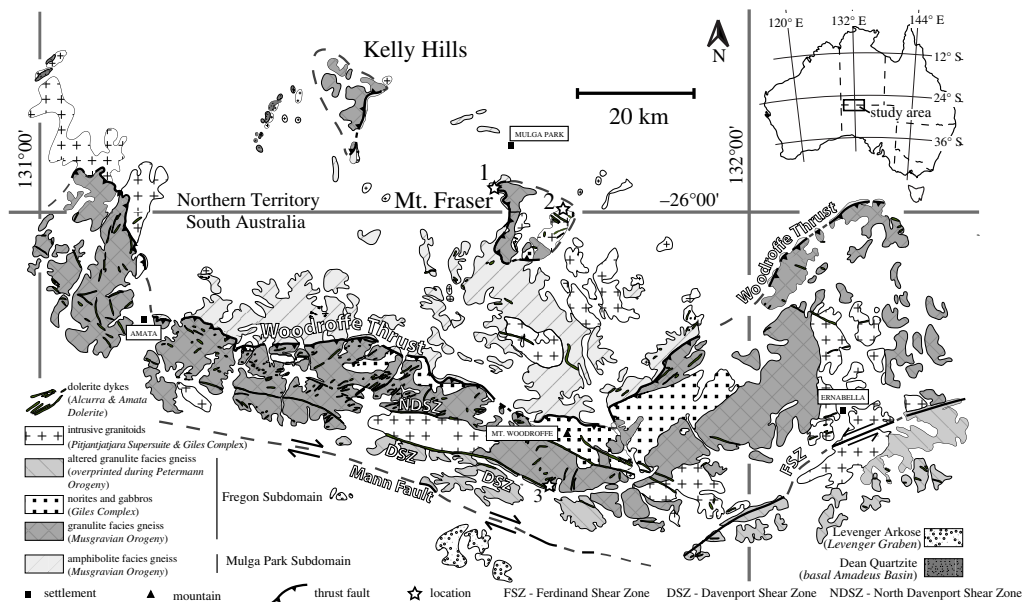 Kelly Hills
N
20 km
120° E
132° E
144° E
12° S
24° S
36° S
study area
131°00'
132°00'
MULGA PARK
1
Mt. Fraser
2
Northern Territory
South Australia
–26°00'
Woodroffe Thrust
AMATA
Woodroffe Thrust
NDSZ
MT. WOODROFFE
ERNABELLA
DSZ
DSZ
Mann Fault
3
FSZ
dolerite dykes
(Alcurra & Amata
Dolerite)
intrusive granitoids
(Pitjantjatjara Supersuite & Giles Complex)
altered granulite facies gneiss
(overprinted during Petermann
Orogeny)
norites and gabbros
(Giles Complex)
granulite facies gneiss
(Musgravian Orogeny)
Fregon Subdomain
amphibolite facies gneiss
(Musgravian Orogeny)
Mulga Park Subdomain
Levenger Arkose
(Levenger Graben)
Dean Quartzite
(basal Amadeus Basin)
settlement
mountain
thrust fault
location
FSZ - Ferdinand Shear Zone
DSZ - Davenport Shear Zone
NDSZ - North Davenport Shear Zone